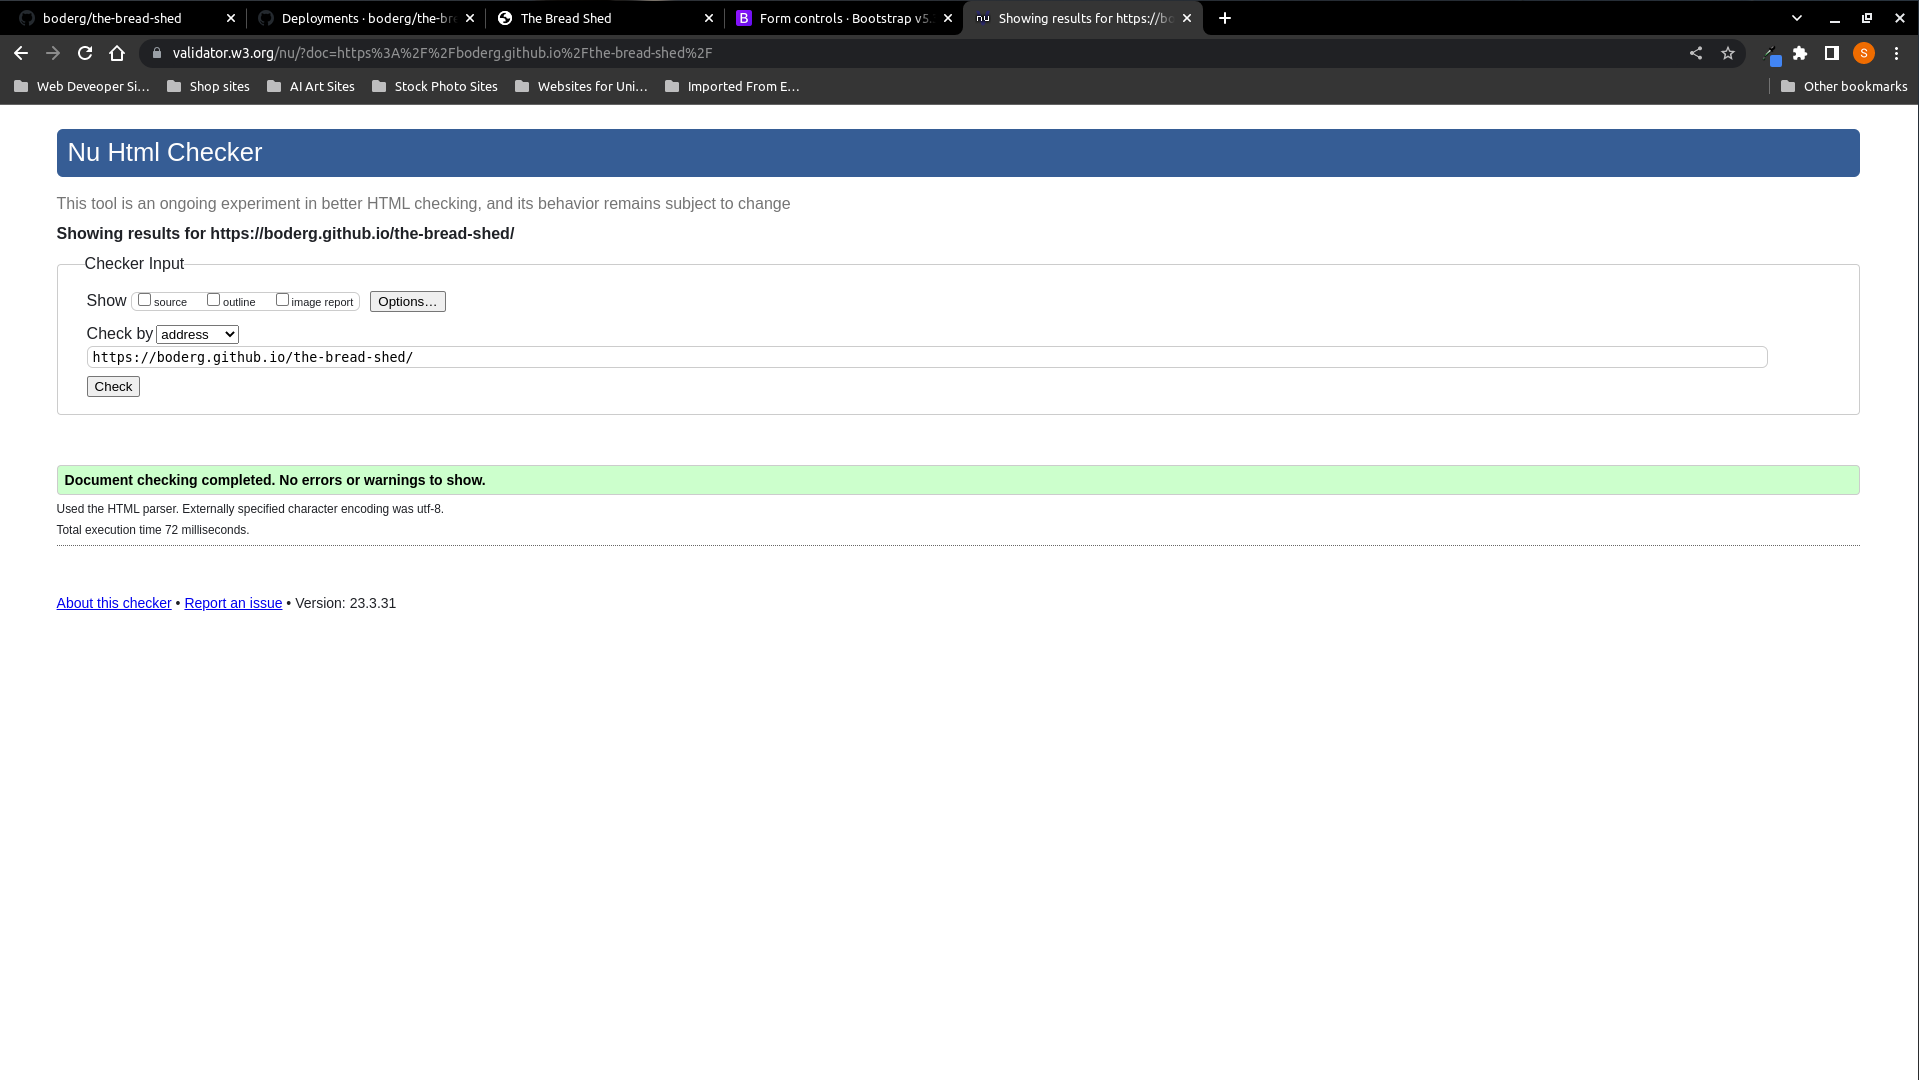 boderg/the-bread-shed
Deployments · boderg/the-bre
The Bread Shed
B Form controls · Bootstrap v5.
nu Showing results for https://bo
validator.w3.org/nu/?doc=https%3A%2F%2Fboderg.github.io%2Fthe-bread-shed%2F
S
Web Deveoper Si… Shop sites AI Art Sites Stock Photo Sites Websites for Uni… Imported From E… Other bookmarks
Nu Html Checker
This tool is an ongoing experiment in better HTML checking, and its behavior remains subject to change
Showing results for https://boderg.github.io/the-bread-shed/
Checker Input
Show source outline image report Options…
Check by address
https://boderg.github.io/the-bread-shed/
Check
Document checking completed. No errors or warnings to show.
Used the HTML parser. Externally specified character encoding was utf-8.
Total execution time 72 milliseconds.
About this checker • Report an issue • Version: 23.3.31